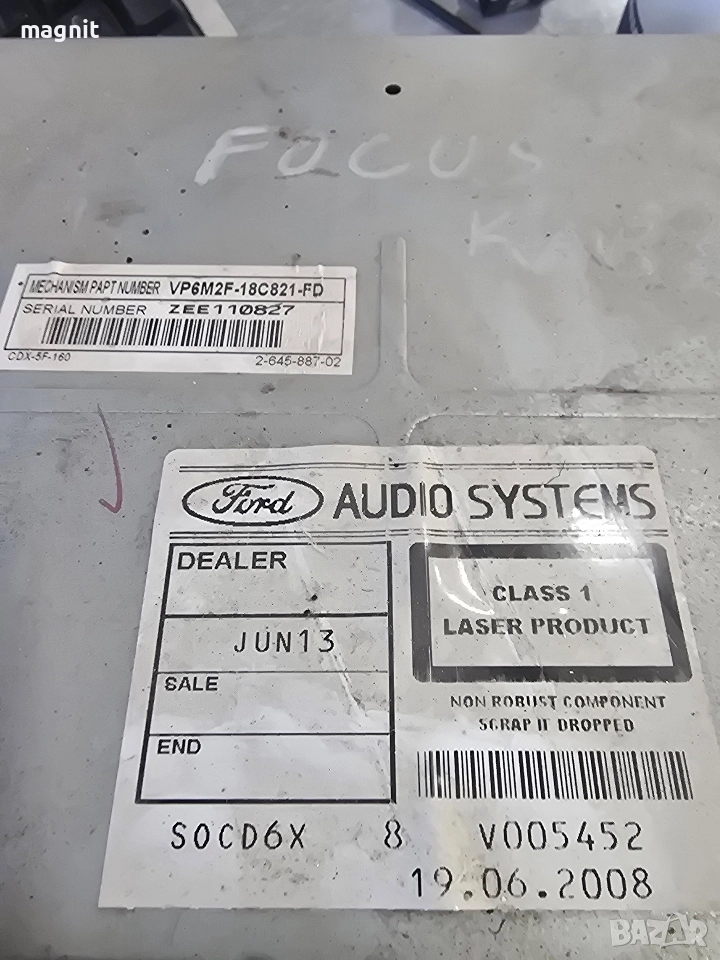 magnit
FOCUS
MECHANISM PAPT NUMBER VP6M2F-18C821-FD
SERIAL NUMBER ZEE110827
CDX-5F-160 2-645-887-02
Ford AUDIO SYSTEMS
DEALER
JUN13
SALE
END
CLASS 1
LASER PRODUCT
NON ROBUST COMPONENT
SCRAP IF DROPPED
SOCD6X 8 V005452
19.06.2008
BAZAR